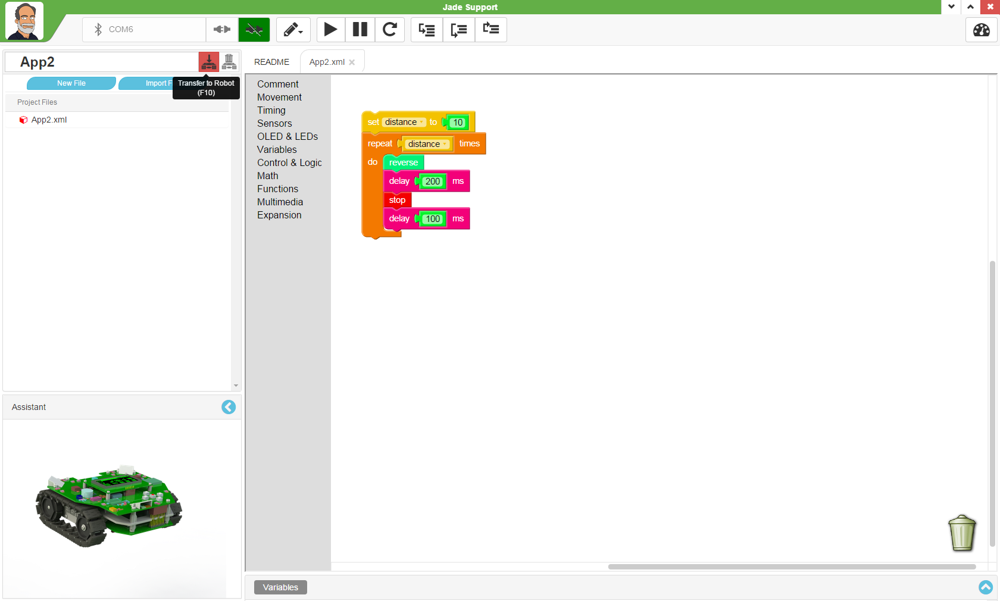 Jade Support
COM6
App2
README
App2.xml
New File
Import F
Transfer to Robot
(F10)
Project Files
App2.xml
Comment
Movement
Timing
Sensors
OLED & LEDs
Variables
Control & Logic
Math
Functions
Multimedia
Expansion
set distance to 10
repeat distance times
do reverse
delay 200 ms
stop
delay 100 ms
Assistant
Variables